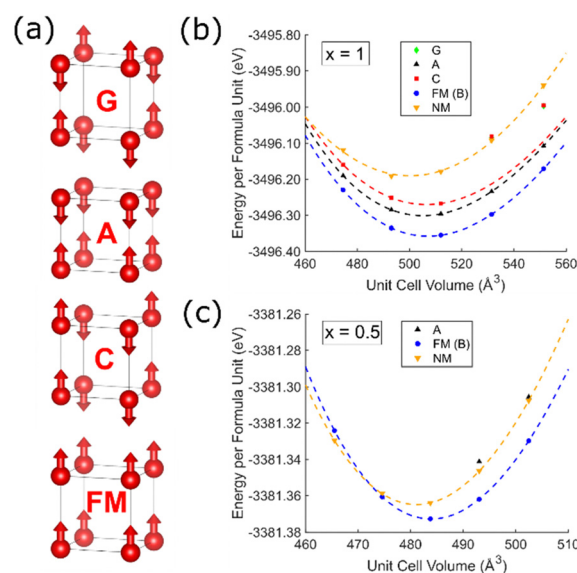 (a)
G
A
C
FM
(b)
x = 1
G
A
C
FM (B)
NM
Energy per Formula Unit (eV)
-3495.80
-3495.90
-3496.00
-3496.10
-3496.20
-3496.30
-3496.40
460 480 500 520 540 560
Unit Cell Volume (Å³)
(c)
x = 0.5
A
FM (B)
NM
Energy per Formula Unit (eV)
-3381.26
-3381.28
-3381.30
-3381.32
-3381.34
-3381.36
-3381.38
460 470 480 490 500 510
Unit Cell Volume (Å³)